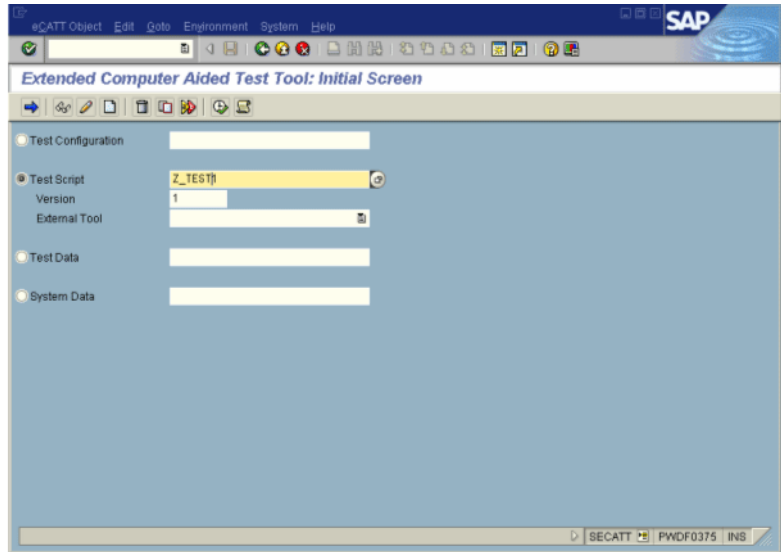 eCATT Object Edit Goto Environment System Help
SAP
Extended Computer Aided Test Tool: Initial Screen
Test Configuration
Test Script Z_TEST1
Version 1
External Tool
Test Data
System Data
SECATT PWDF0375 INS